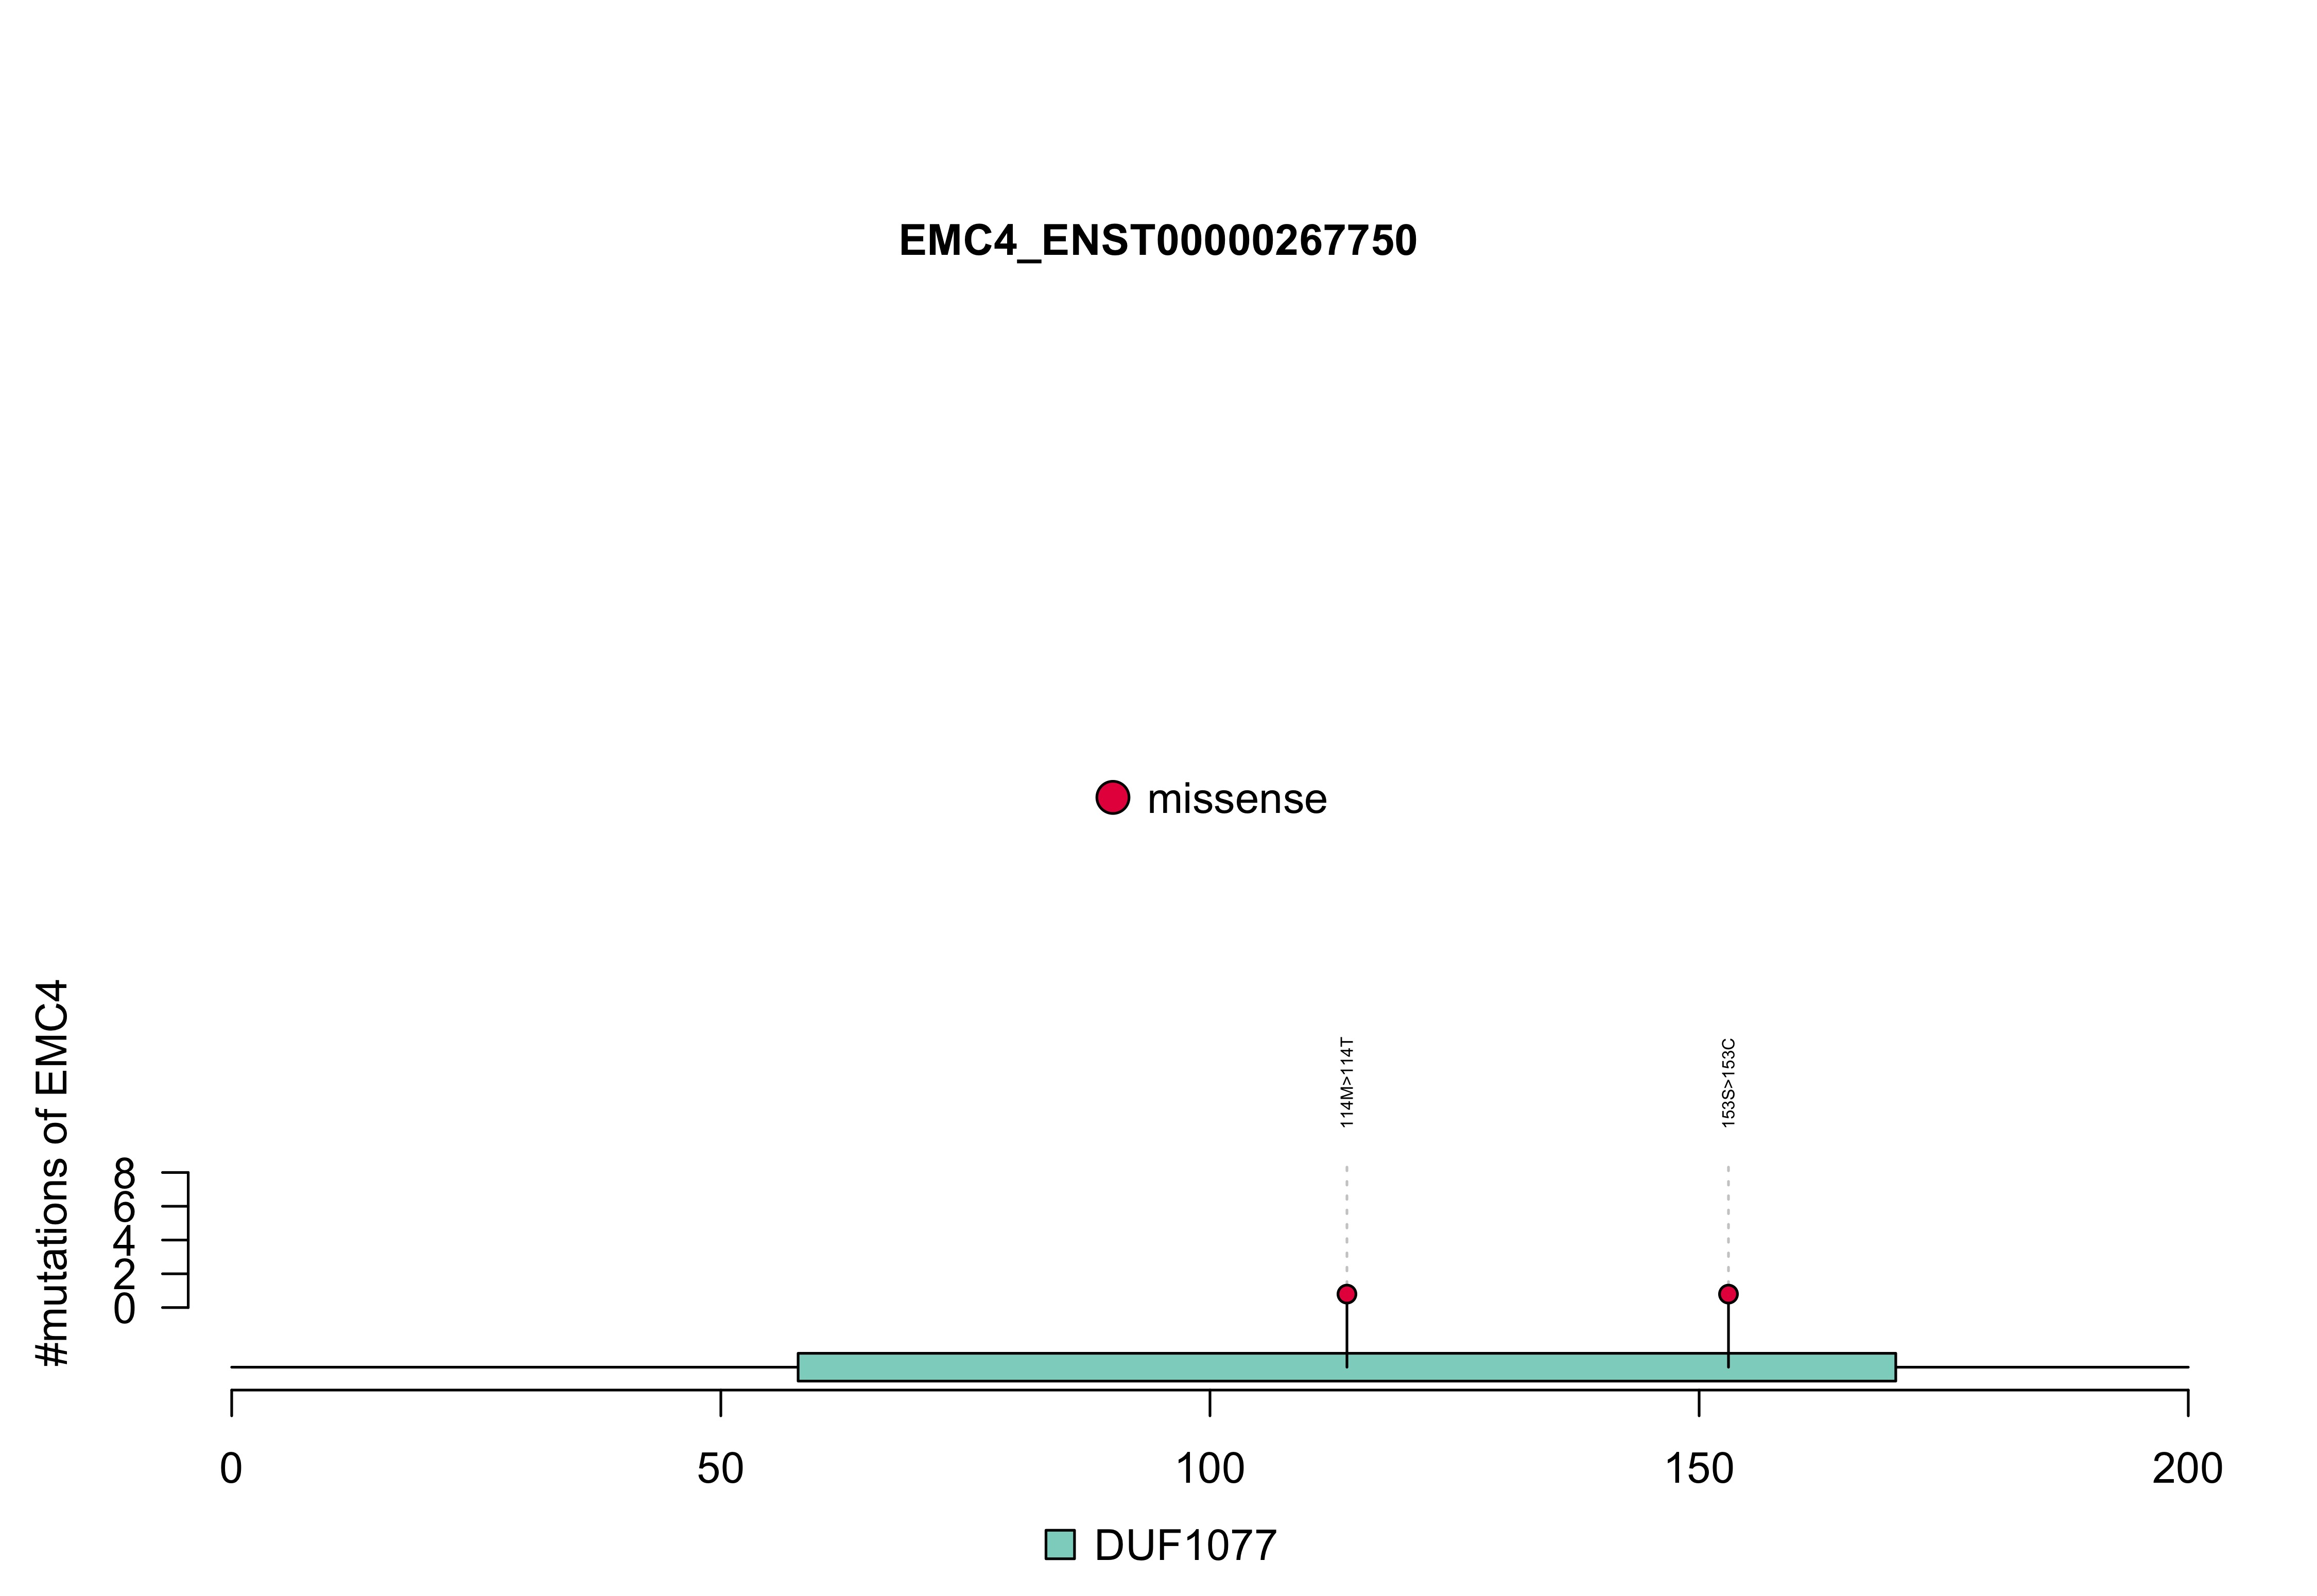 EMC4_ENST00000267750
missense
#mutations of EMC4
114M>114T
153S>153C
8
6
4
2
0
0 50 100 150 200
DUF1077